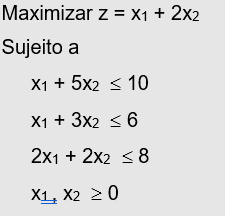 Maximizar z = x₁ + 2x₂
Sujeito a
x₁ + 5x₂ ≤ 10
x₁ + 3x₂ ≤ 6
2x₁ + 2x₂ ≤ 8
x₁, x₂ ≥ 0